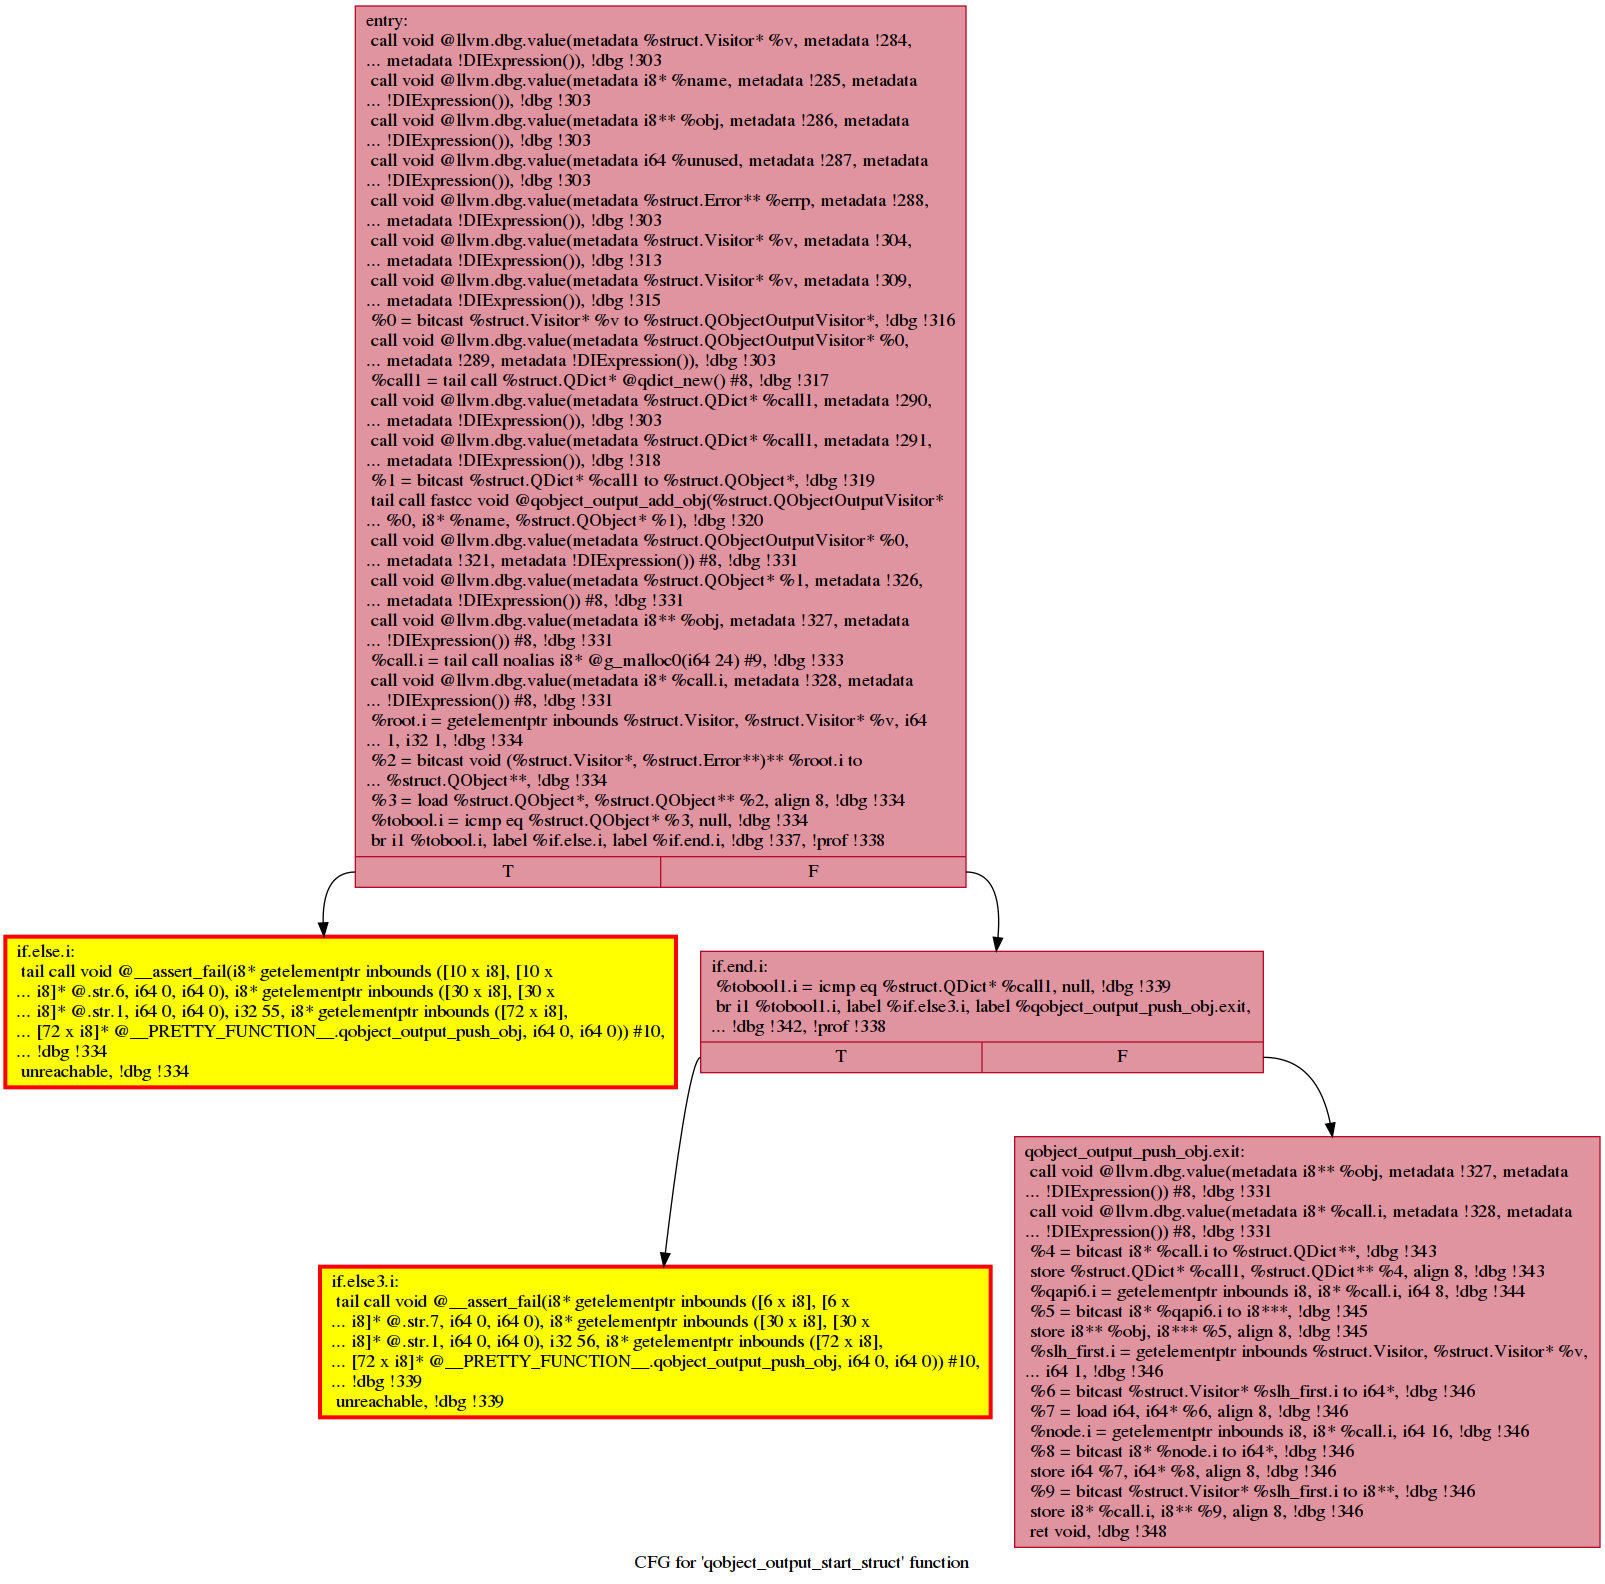 entry:
call void @llvm.dbg.value(metadata %struct.Visitor* %v, metadata !284,
... metadata !DIExpression()), !dbg !303
call void @llvm.dbg.value(metadata i8* %name, metadata !285, metadata
... !DIExpression()), !dbg !303
call void @llvm.dbg.value(metadata i8** %obj, metadata !286, metadata
... !DIExpression()), !dbg !303
call void @llvm.dbg.value(metadata i64 %unused, metadata !287, metadata
... !DIExpression()), !dbg !303
call void @llvm.dbg.value(metadata %struct.Error** %errp, metadata !288,
... metadata !DIExpression()), !dbg !303
call void @llvm.dbg.value(metadata %struct.Visitor* %v, metadata !304,
... metadata !DIExpression()), !dbg !313
call void @llvm.dbg.value(metadata %struct.Visitor* %v, metadata !309,
... metadata !DIExpression()), !dbg !315
%0 = bitcast %struct.Visitor* %v to %struct.QObjectOutputVisitor*, !dbg !316
call void @llvm.dbg.value(metadata %struct.QObjectOutputVisitor* %0,
... metadata !289, metadata !DIExpression()), !dbg !303
%call1 = tail call %struct.QDict* @qdict_new() #8, !dbg !317
call void @llvm.dbg.value(metadata %struct.QDict* %call1, metadata !290,
... metadata !DIExpression()), !dbg !303
call void @llvm.dbg.value(metadata %struct.QDict* %call1, metadata !291,
... metadata !DIExpression()), !dbg !318
%1 = bitcast %struct.QDict* %call1 to %struct.QObject*, !dbg !319
tail call fastcc void @qobject_output_add_obj(%struct.QObjectOutputVisitor*
... %0, i8* %name, %struct.QObject* %1), !dbg !320
call void @llvm.dbg.value(metadata %struct.QObjectOutputVisitor* %0,
... metadata !321, metadata !DIExpression()) #8, !dbg !331
call void @llvm.dbg.value(metadata %struct.QObject* %1, metadata !326,
... metadata !DIExpression()) #8, !dbg !331
call void @llvm.dbg.value(metadata i8** %obj, metadata !327, metadata
... !DIExpression()) #8, !dbg !331
%call.i = tail call noalias i8* @g_malloc0(i64 24) #9, !dbg !333
call void @llvm.dbg.value(metadata i8* %call.i, metadata !328, metadata
... !DIExpression()) #8, !dbg !331
%root.i = getelementptr inbounds %struct.Visitor, %struct.Visitor* %v, i64
... 1, i32 1, !dbg !334
%2 = bitcast void (%struct.Visitor*, %struct.Error**)** %root.i to
... %struct.QObject**, !dbg !334
%3 = load %struct.QObject*, %struct.QObject** %2, align 8, !dbg !334
%tobool.i = icmp eq %struct.QObject* %3, null, !dbg !334
br i1 %tobool.i, label %if.else.i, label %if.end.i, !dbg !337, !prof !338
T F
if.else.i:
tail call void @__assert_fail(i8* getelementptr inbounds ([10 x i8], [10 x
... i8]* @.str.6, i64 0, i64 0), i8* getelementptr inbounds ([30 x i8], [30 x
... i8]* @.str.1, i64 0, i64 0), i32 55, i8* getelementptr inbounds ([72 x i8],
... [72 x i8]* @__PRETTY_FUNCTION__.qobject_output_push_obj, i64 0, i64 0)) #10,
... !dbg !334
unreachable, !dbg !334
if.end.i:
%tobool1.i = icmp eq %struct.QDict* %call1, null, !dbg !339
br i1 %tobool1.i, label %if.else3.i, label %qobject_output_push_obj.exit,
... !dbg !342, !prof !338
T F
if.else3.i:
tail call void @__assert_fail(i8* getelementptr inbounds ([6 x i8], [6 x
... i8]* @.str.7, i64 0, i64 0), i8* getelementptr inbounds ([30 x i8], [30 x
... i8]* @.str.1, i64 0, i64 0), i32 56, i8* getelementptr inbounds ([72 x i8],
... [72 x i8]* @__PRETTY_FUNCTION__.qobject_output_push_obj, i64 0, i64 0)) #10,
... !dbg !339
unreachable, !dbg !339
qobject_output_push_obj.exit:
call void @llvm.dbg.value(metadata i8** %obj, metadata !327, metadata
... !DIExpression()) #8, !dbg !331
call void @llvm.dbg.value(metadata i8* %call.i, metadata !328, metadata
... !DIExpression()) #8, !dbg !331
%4 = bitcast i8* %call.i to %struct.QDict**, !dbg !343
store %struct.QDict* %call1, %struct.QDict** %4, align 8, !dbg !343
%qapi6.i = getelementptr inbounds i8, i8* %call.i, i64 8, !dbg !344
%5 = bitcast i8* %qapi6.i to i8***, !dbg !345
store i8** %obj, i8*** %5, align 8, !dbg !345
%slh_first.i = getelementptr inbounds %struct.Visitor, %struct.Visitor* %v,
... i64 1, !dbg !346
%6 = bitcast %struct.Visitor* %slh_first.i to i64*, !dbg !346
%7 = load i64, i64* %6, align 8, !dbg !346
%node.i = getelementptr inbounds i8, i8* %call.i, i64 16, !dbg !346
%8 = bitcast i8* %node.i to i64*, !dbg !346
store i64 %7, i64* %8, align 8, !dbg !346
%9 = bitcast %struct.Visitor* %slh_first.i to i8**, !dbg !346
store i8* %call.i, i8** %9, align 8, !dbg !346
ret void, !dbg !348
CFG for 'qobject_output_start_struct' function